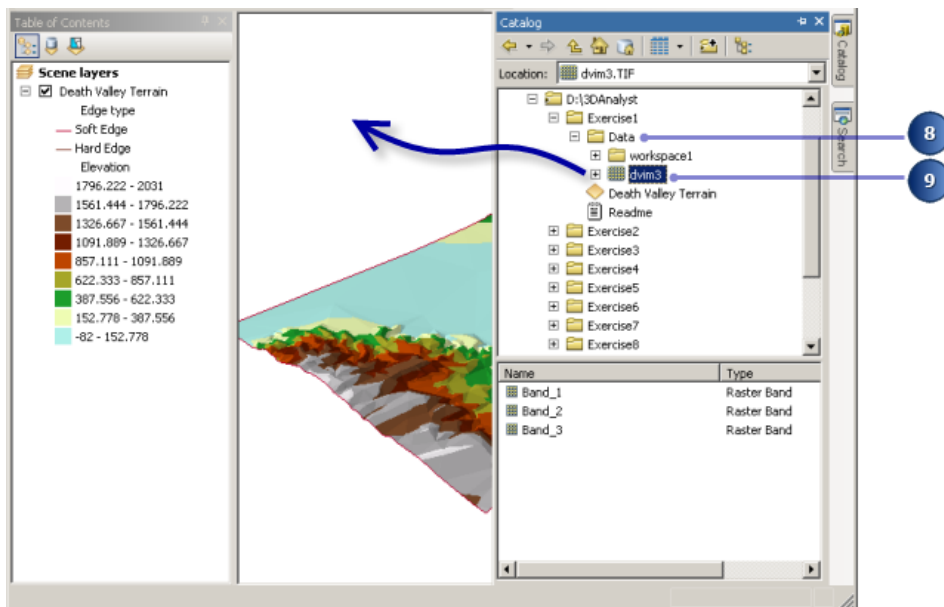 Table of Contents
Scene layers
Death Valley Terrain
Edge type
Soft Edge
Hard Edge
Elevation
1796.222 - 2031
1561.444 - 1796.222
1326.667 - 1561.444
1091.889 - 1326.667
857.111 - 1091.889
622.333 - 857.111
387.556 - 622.333
152.778 - 387.556
-82 - 152.778
Catalog
Location: dvim3.TIF
D:\3DAnalyst
Exercise1
Data
workspace1
dvim3
Death Valley Terrain
Readme
Exercise2
Exercise3
Exercise4
Exercise5
Exercise6
Exercise7
Exercise8
Name Type
Band_1 Raster Band
Band_2 Raster Band
Band_3 Raster Band
Catalog
Search
8
9